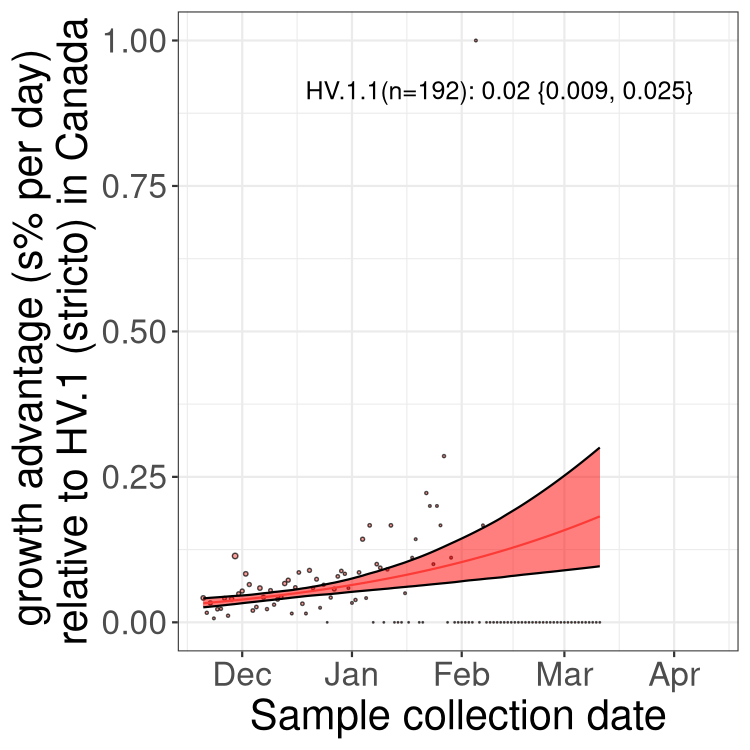 growth advantage (s% per day)
relative to HV.1 (stricto) in Canada
1.00
0.75
0.50
0.25
0.00
HV.1.1(n=192): 0.02 {0.009, 0.025}
Dec Jan Feb Mar Apr
Sample collection date